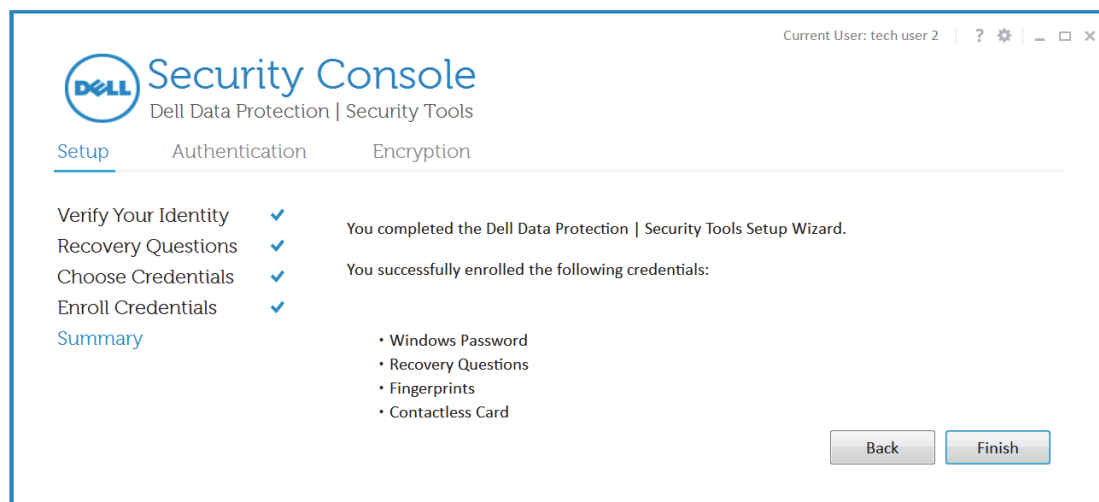 Current User: tech user 2 | ?
DELL
Security Console
Dell Data Protection | Security Tools
Setup Authentication Encryption
Verify Your Identity
Recovery Questions
Choose Credentials
Enroll Credentials
Summary
You completed the Dell Data Protection | Security Tools Setup Wizard.
You successfully enrolled the following credentials:
• Windows Password
• Recovery Questions
• Fingerprints
• Contactless Card
Back Finish